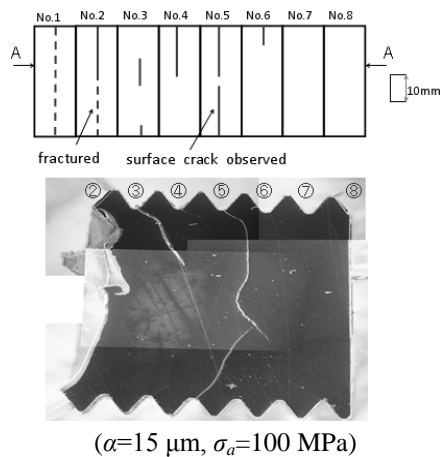 No.1 No.2 No.3 No.4 No.5 No.6 No.7 No.8
A A
10mm
fractured surface crack observed
② ③ ④ ⑤ ⑥ ⑦ ⑧
(α=15 μm, σₐ=100 MPa)